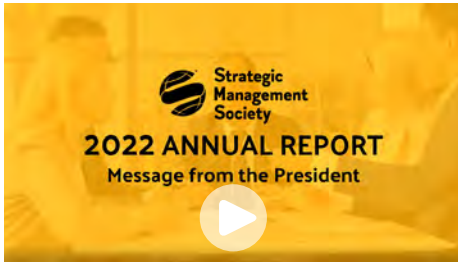 Strategic
Management
Society
2022 ANNUAL REPORT
Message from the President